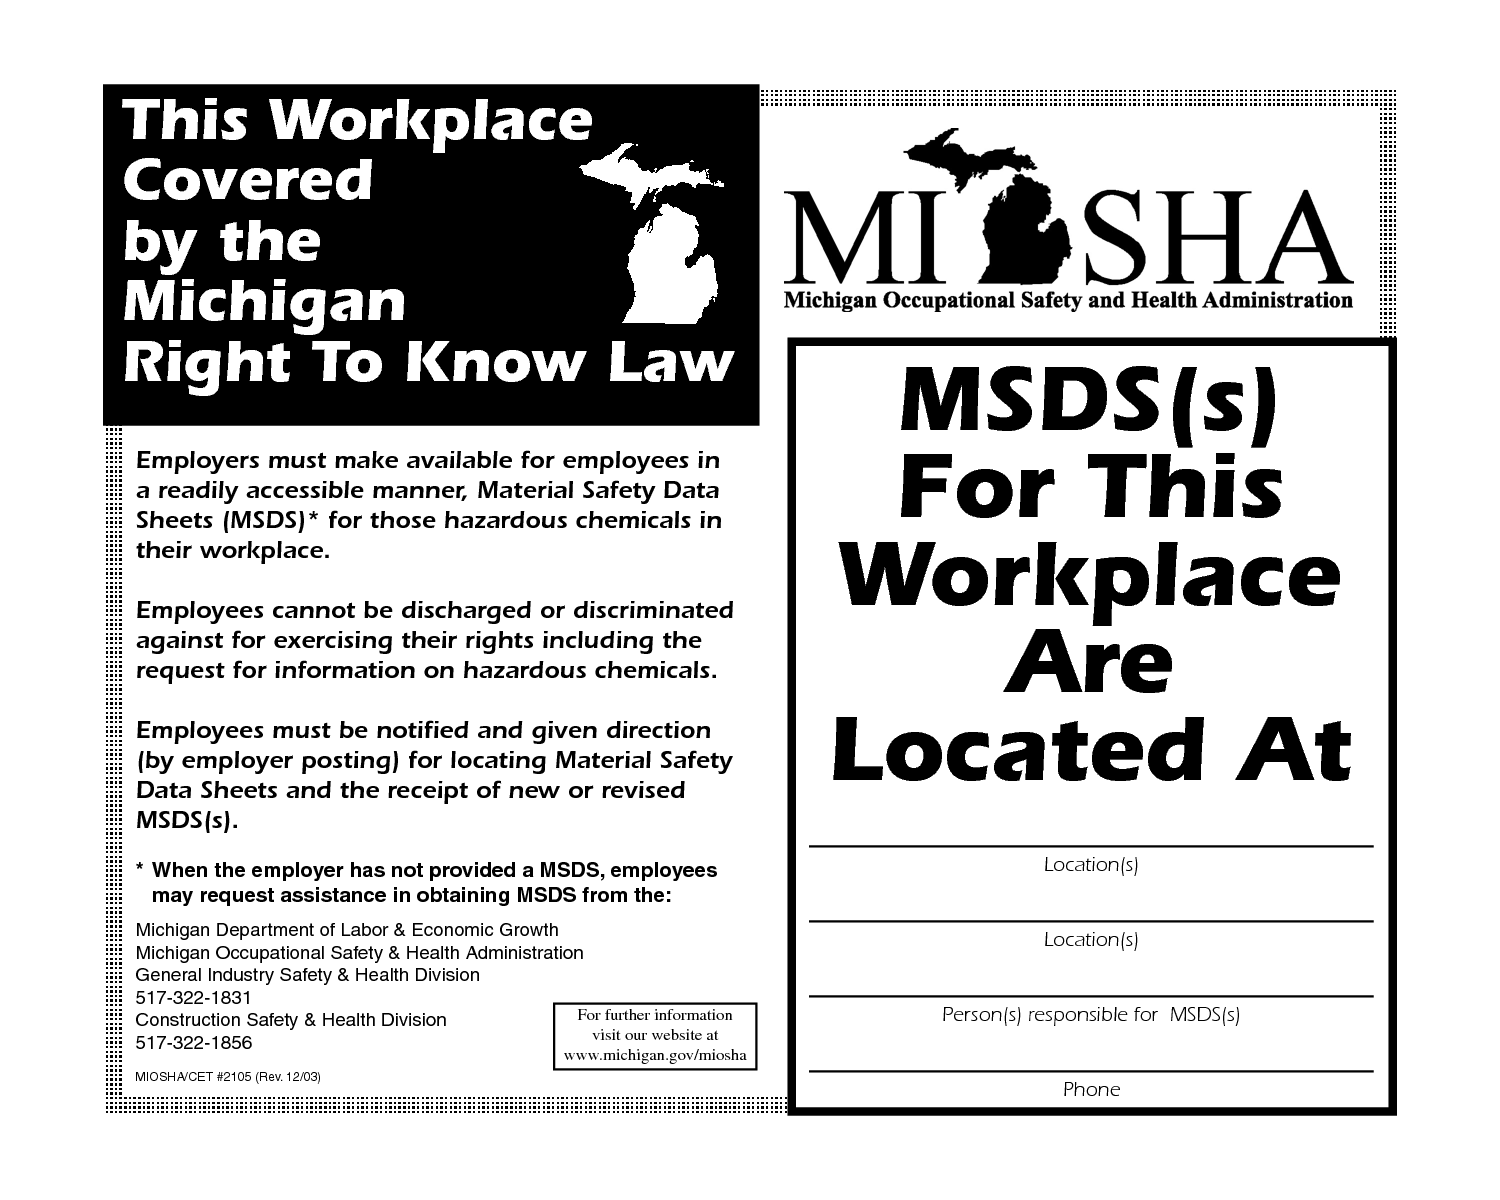 This Workplace
Covered
by the
Michigan
Right To Know Law
Employers must make available for employees in
a readily accessible manner, Material Safety Data
Sheets (MSDS)* for those hazardous chemicals in
their workplace.
Employees cannot be discharged or discriminated
against for exercising their rights including the
request for information on hazardous chemicals.
Employees must be notified and given direction
(by employer posting) for locating Material Safety
Data Sheets and the receipt of new or revised
MSDS(s).
* When the employer has not provided a MSDS, employees
may request assistance in obtaining MSDS from the:
Michigan Department of Labor & Economic Growth
Michigan Occupational Safety & Health Administration
General Industry Safety & Health Division
517-322-1831
Construction Safety & Health Division
517-322-1856
MIOSHA/CET #2105 (Rev. 12/03)
For further information
visit our website at
www.michigan.gov/miosha
MIOSHA
Michigan Occupational Safety and Health Administration
MSDS(s)
For This
Workplace
Are
Located At
Location(s)
Location(s)
Person(s) responsible for MSDS(s)
Phone